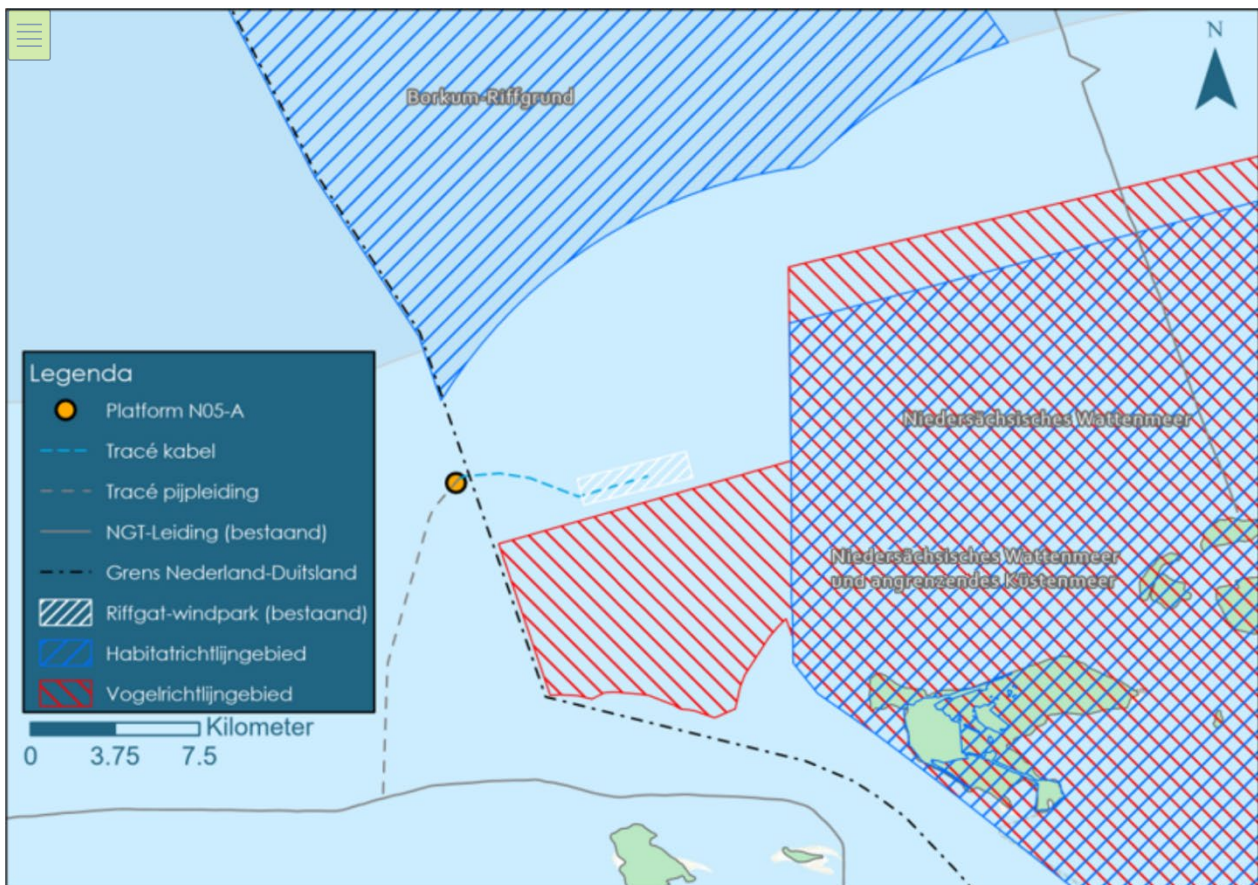 N
Borkum-Riffgrund
Legenda
Platform N05-A
Tracé kabel
Tracé pijpleiding
NGT-Leiding (bestaand)
Grens Nederland-Duitsland
Riffgat-windpark (bestaand)
Habitatrichtlijngebied
Vogelrichtlijngebied
Kilometer
0 3.75 7.5
Niedersächsisches Wattenmeer
Niedersächsisches Wattenmeer
und angrenzendes Küstenmeer